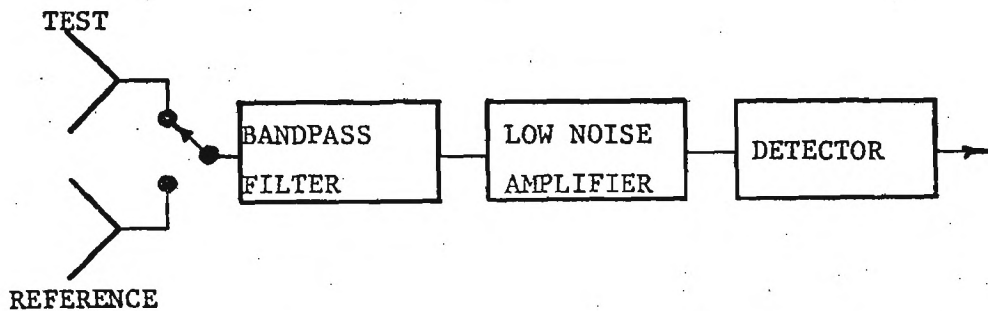 TEST
BANDPASS
FILTER
LOW NOISE
AMPLIFIER
DETECTOR
REFERENCE